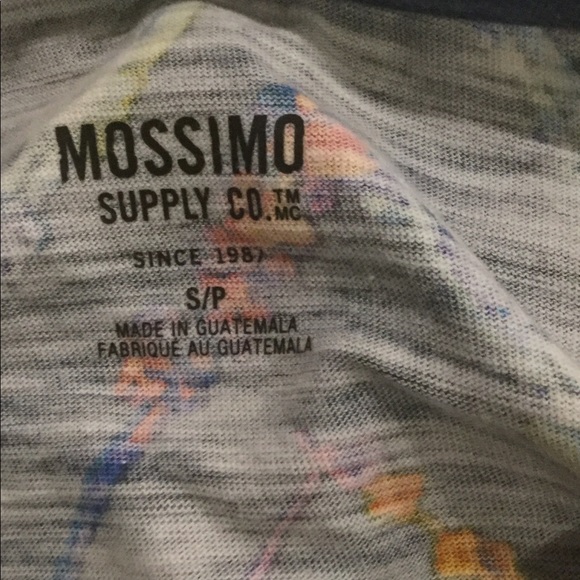 MOSSIMO
SUPPLY CO.™ MC
SINCE 1987
S/P
MADE IN GUATEMALA
FABRIQUÉ AU GUATEMALA